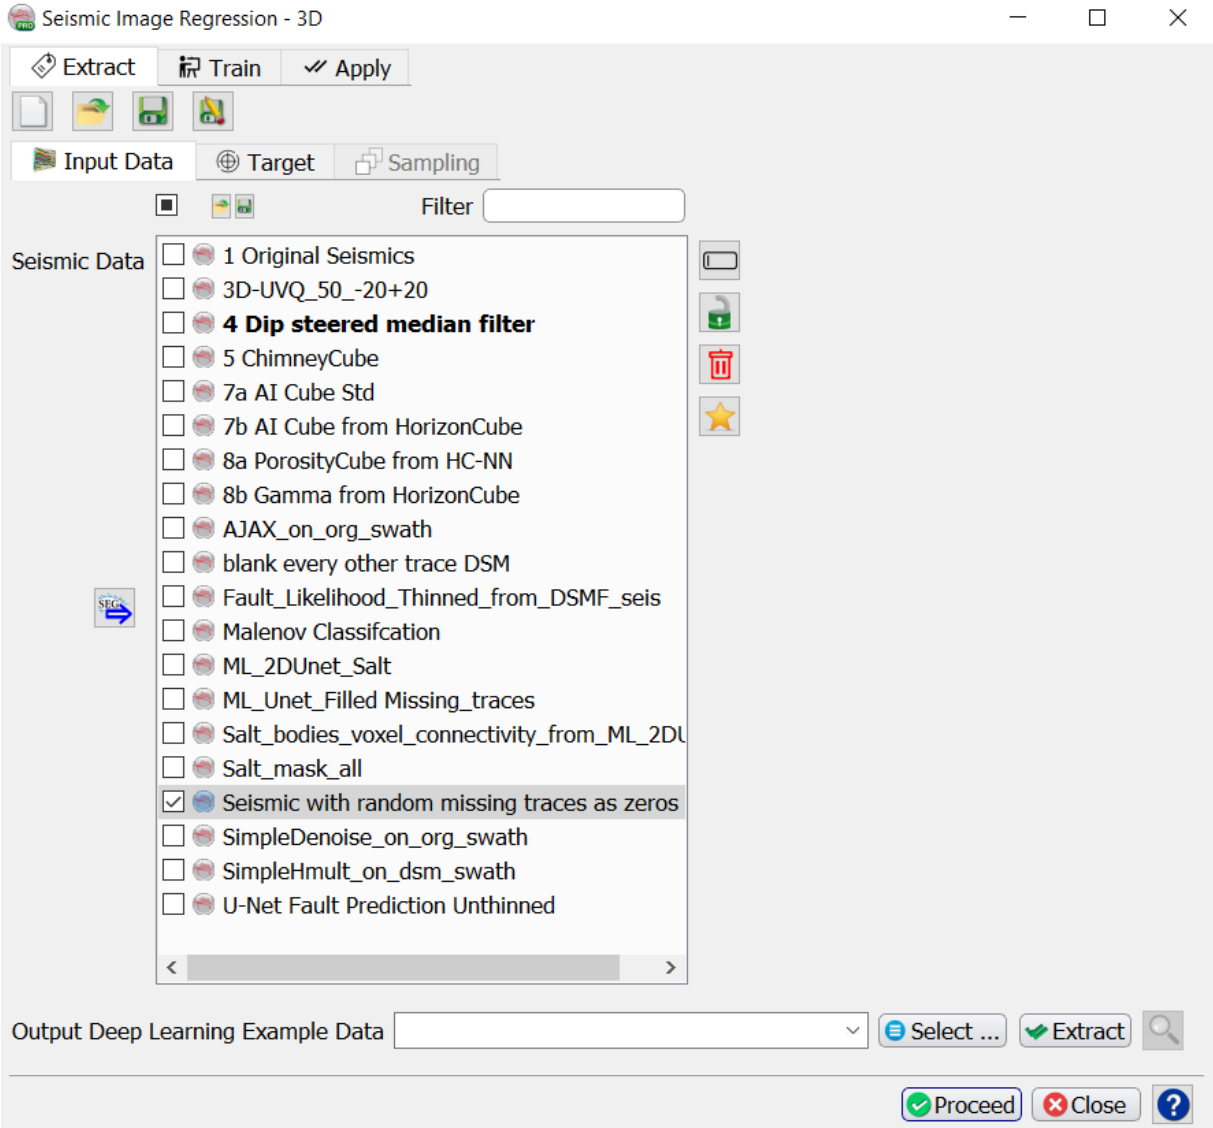 Seismic Image Regression - 3D
Extract Train Apply
Input Data Target Sampling
Filter
Seismic Data
1 Original Seismics
3D-UVQ_50_-20+20
4 Dip steered median filter
5 ChimneyCube
7a AI Cube Std
7b AI Cube from HorizonCube
8a PorosityCube from HC-NN
8b Gamma from HorizonCube
AJAX_on_org_swath
blank every other trace DSM
Fault_Likelihood_Thinned_from_DSMF_seis
Malenov Classifcation
ML_2DUnet_Salt
ML_Unet_Filled Missing_traces
Salt_bodies_voxel_connectivity_from_ML_2DU
Salt_mask_all
Seismic with random missing traces as zeros
SimpleDenoise_on_org_swath
SimpleHmult_on_dsm_swath
U-Net Fault Prediction Unthinned
SEG
Output Deep Learning Example Data Select ... Extract
Proceed Close ?